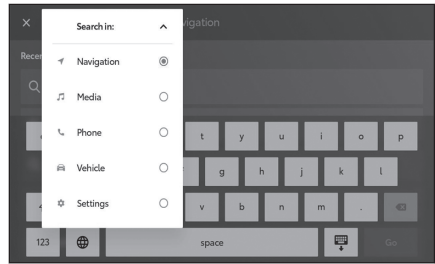 Search in:
vigation
Recen
Navigation
Media
Phone
Vehicle
Settings
t y u i o p
g h j k l
v b n m .
123 space Go